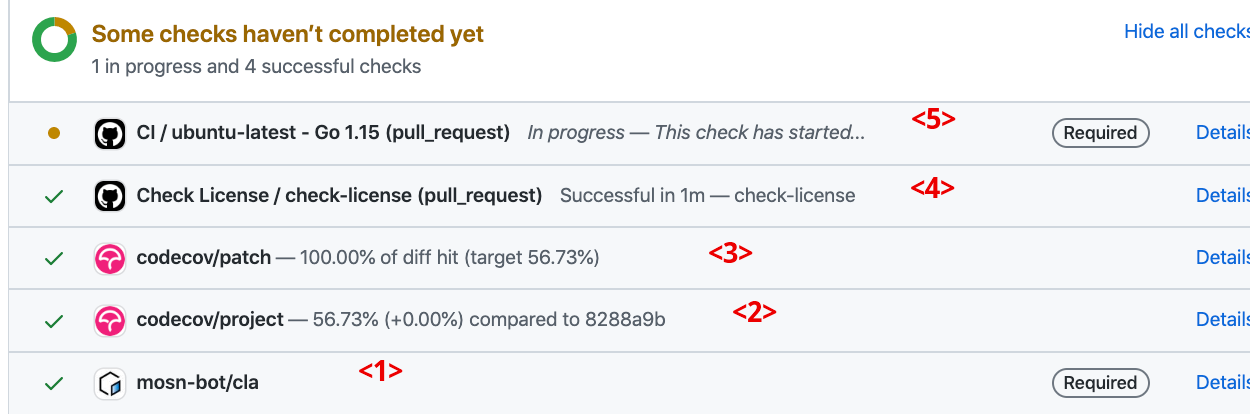 Some checks haven’t completed yet
Hide all checks
1 in progress and 4 successful checks
CI / ubuntu-latest - Go 1.15 (pull_request) In progress — This check has started... <5> Required Details
Check License / check-license (pull_request) Successful in 1m — check-license <4> Details
codecov/patch — 100.00% of diff hit (target 56.73%) <3> Details
codecov/project — 56.73% (+0.00%) compared to 8288a9b <2> Details
mosn-bot/cla <1> Required Details